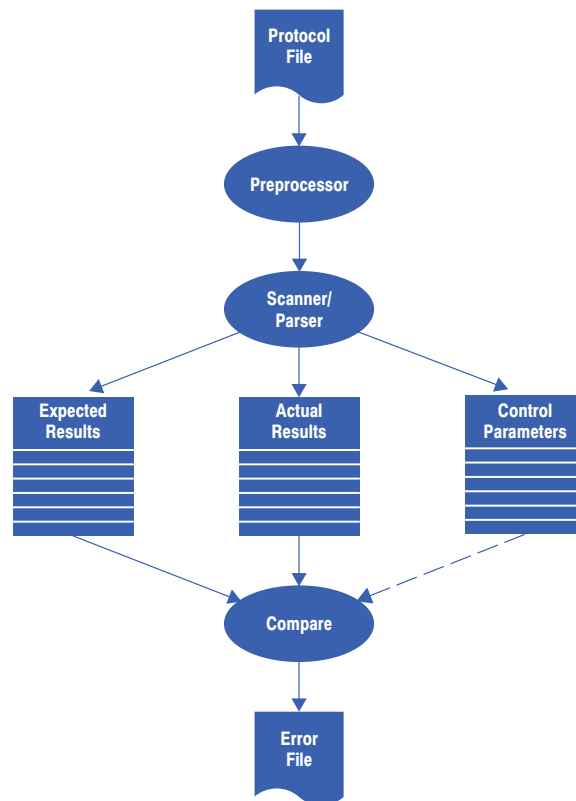 Protocol
File
Preprocessor
Scanner/
Parser
Expected
Results
Actual
Results
Control
Parameters
Compare
Error
File